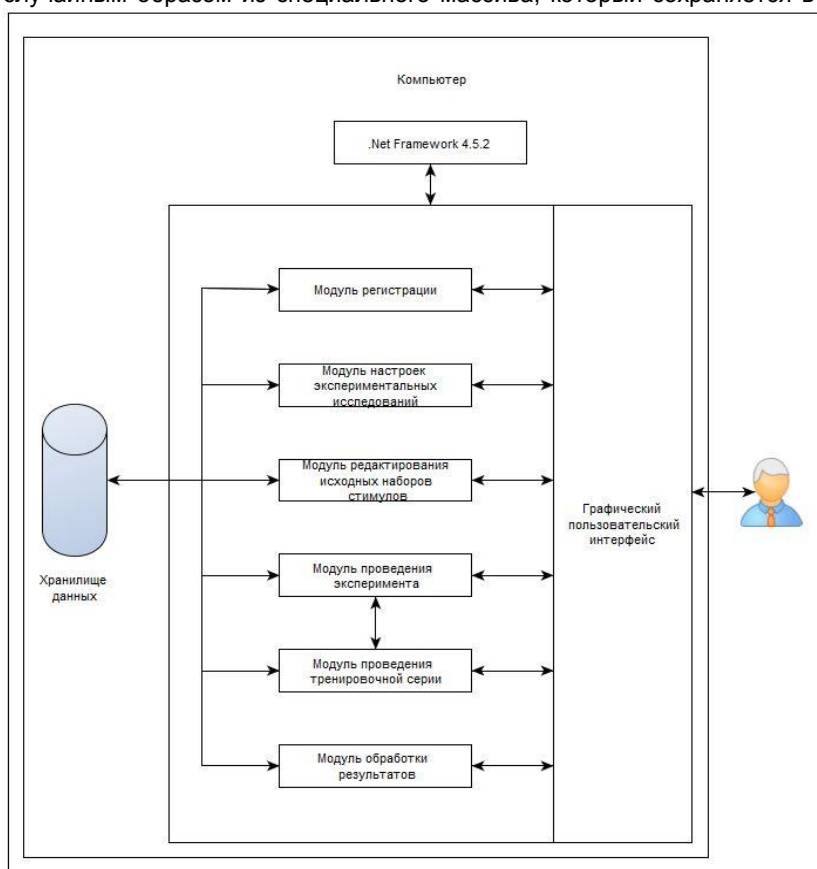 случайным образом из специального массива, который сохраняется в
Компьютер
.Net Framework 4.5.2
Модуль регистрации
Модуль настроек
экспериментальных
исследований
Модуль редактирования
исходных наборов
стимулов
Графический
пользовательский
интерфейс
Модуль проведения
эксперимента
Хранилище
данных
Модуль проведения
тренировочной серии
Модуль обработки
результатов